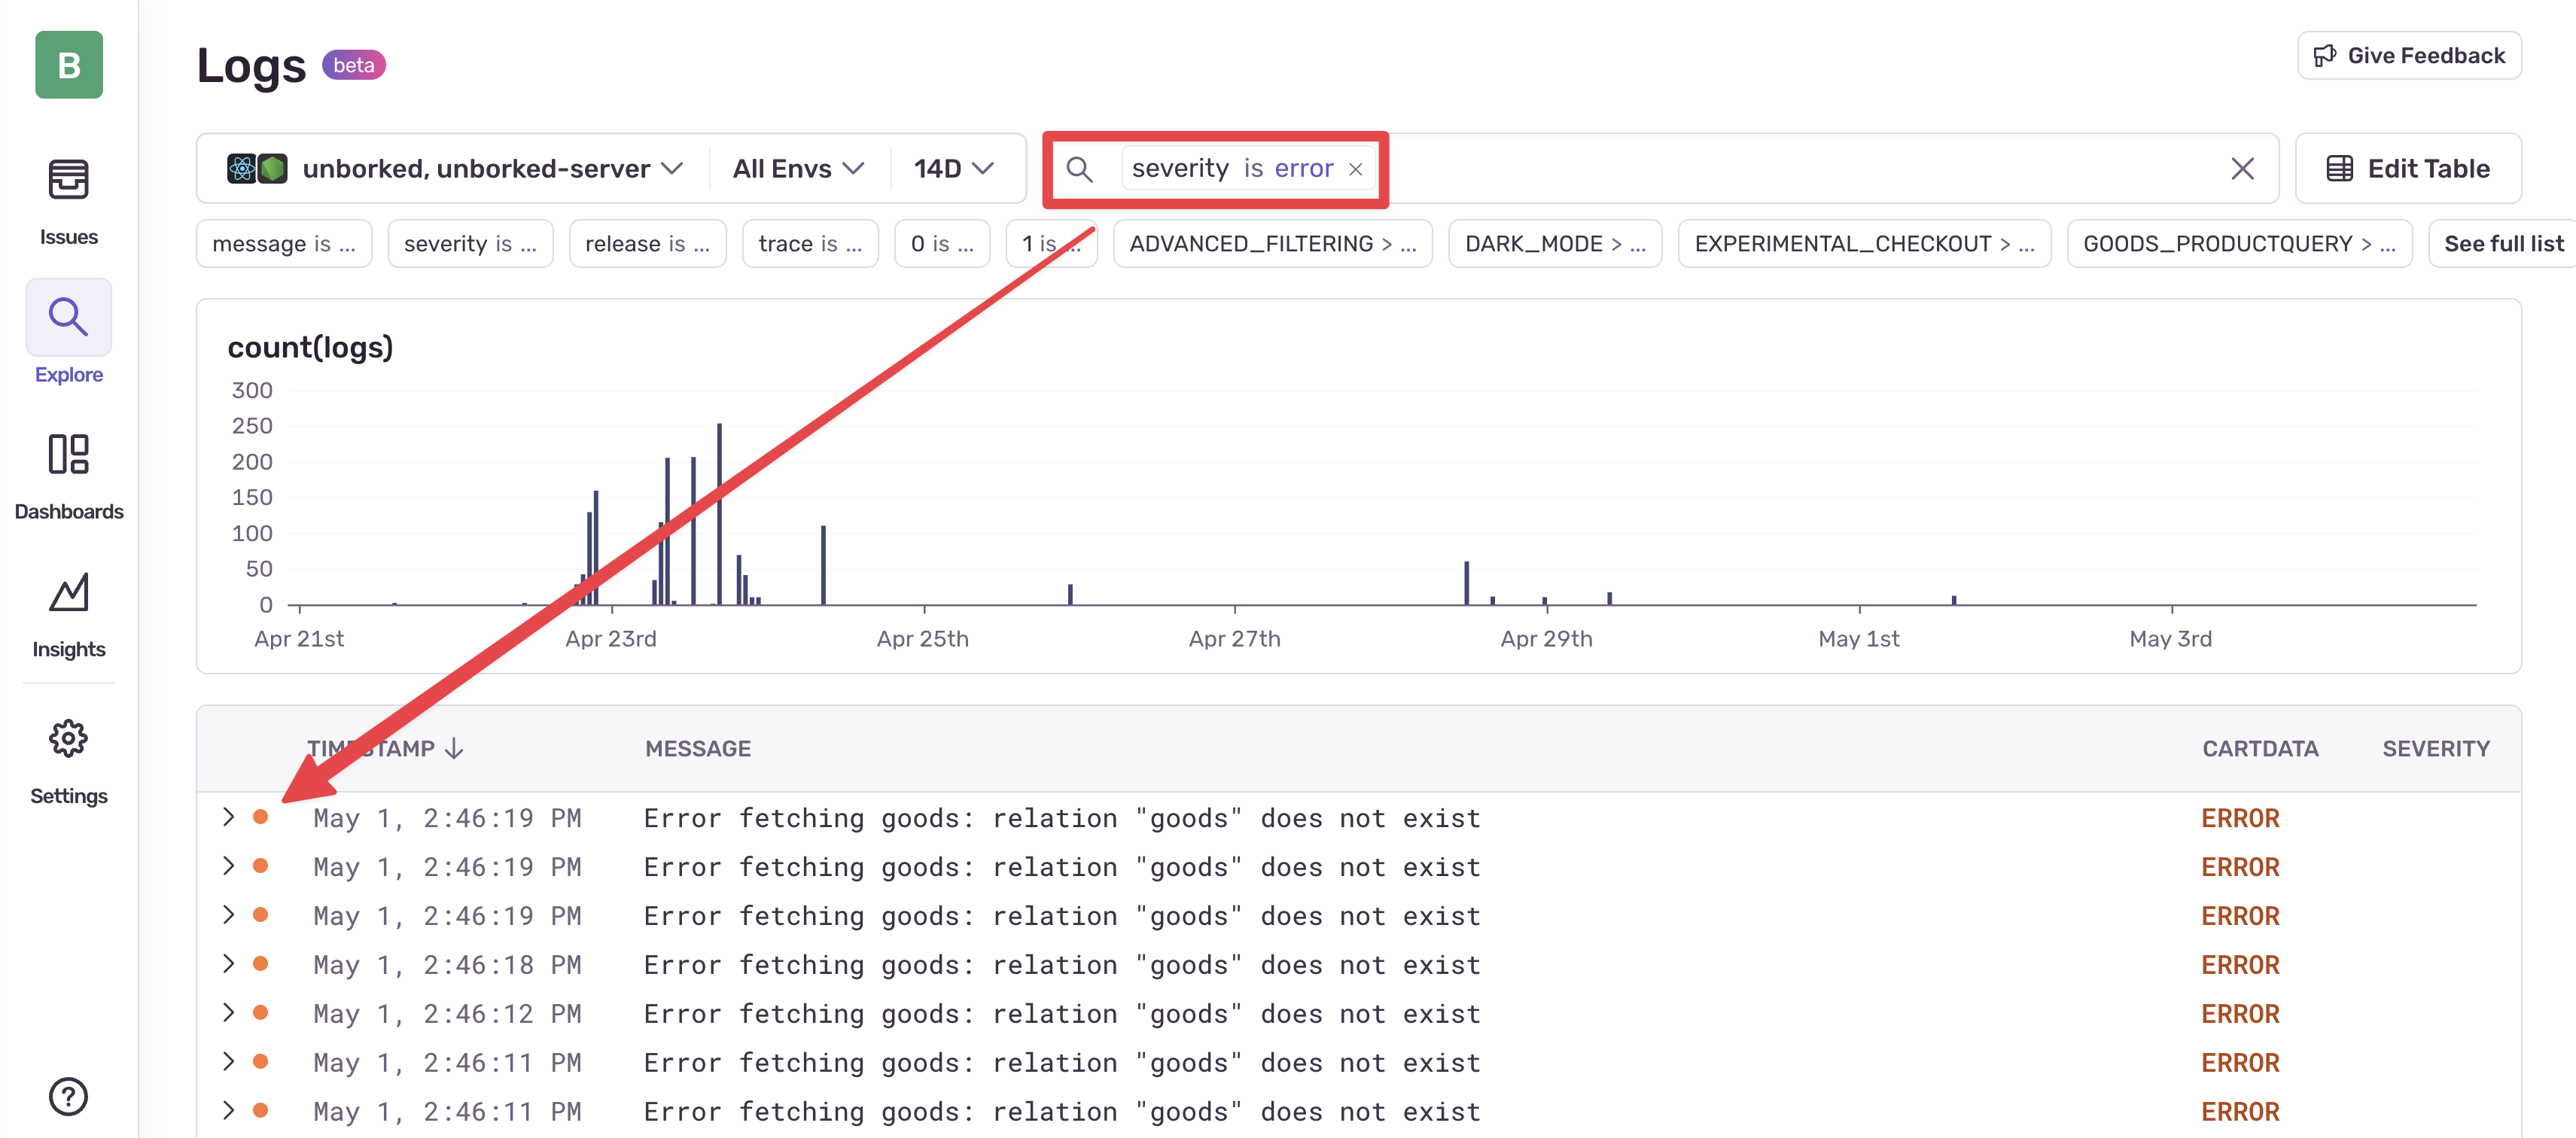 B
Issues
Explore
Dashboards
Insights
Settings
?
Logs beta
Give Feedback
unborked, unborked-server All Envs 14D severity is error Edit Table
message is ... severity is ... release is ... trace is ... 0 is ... 1 is ... ADVANCED_FILTERING > ... DARK_MODE > ... EXPERIMENTAL_CHECKOUT > ... GOODS_PRODUCTQUERY > ... See full list
count(logs)
300
250
200
150
100
50
0
Apr 21st Apr 23rd Apr 25th Apr 27th Apr 29th May 1st May 3rd
TIMESTAMP MESSAGE CARTDATA SEVERITY
May 1, 2:46:19 PM Error fetching goods: relation "goods" does not exist ERROR
May 1, 2:46:19 PM Error fetching goods: relation "goods" does not exist ERROR
May 1, 2:46:19 PM Error fetching goods: relation "goods" does not exist ERROR
May 1, 2:46:18 PM Error fetching goods: relation "goods" does not exist ERROR
May 1, 2:46:12 PM Error fetching goods: relation "goods" does not exist ERROR
May 1, 2:46:11 PM Error fetching goods: relation "goods" does not exist ERROR
May 1, 2:46:11 PM Error fetching goods: relation "goods" does not exist ERROR